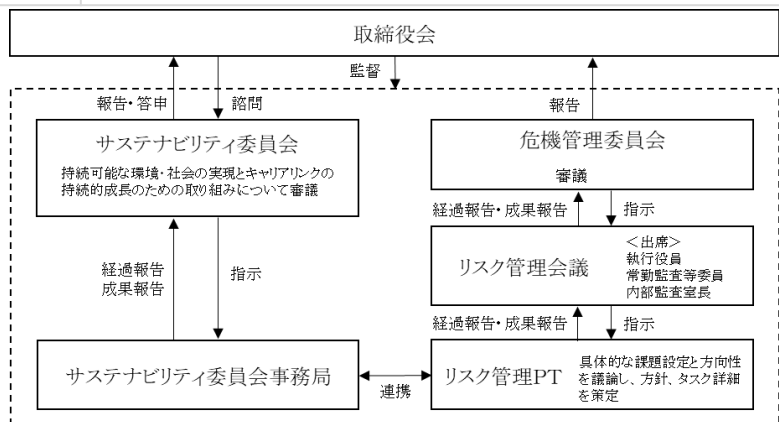 取締役会
監督
報告・答申
諮問
報告
サステナビリティ委員会
持続可能な環境・社会の実現とキャリアリンクの
持続的成長のための取り組みについて審議
危機管理委員会
審議
経過報告・成果報告
指示
リスク管理会議
＜出席＞
執行役員
常勤監査等委員
内部監査室長
経過報告
成果報告
指示
経過報告・成果報告
指示
サステナビリティ委員会事務局
連携
リスク管理PT
具体的な課題設定と方向性
を議論し、方針、タスク詳細
を策定